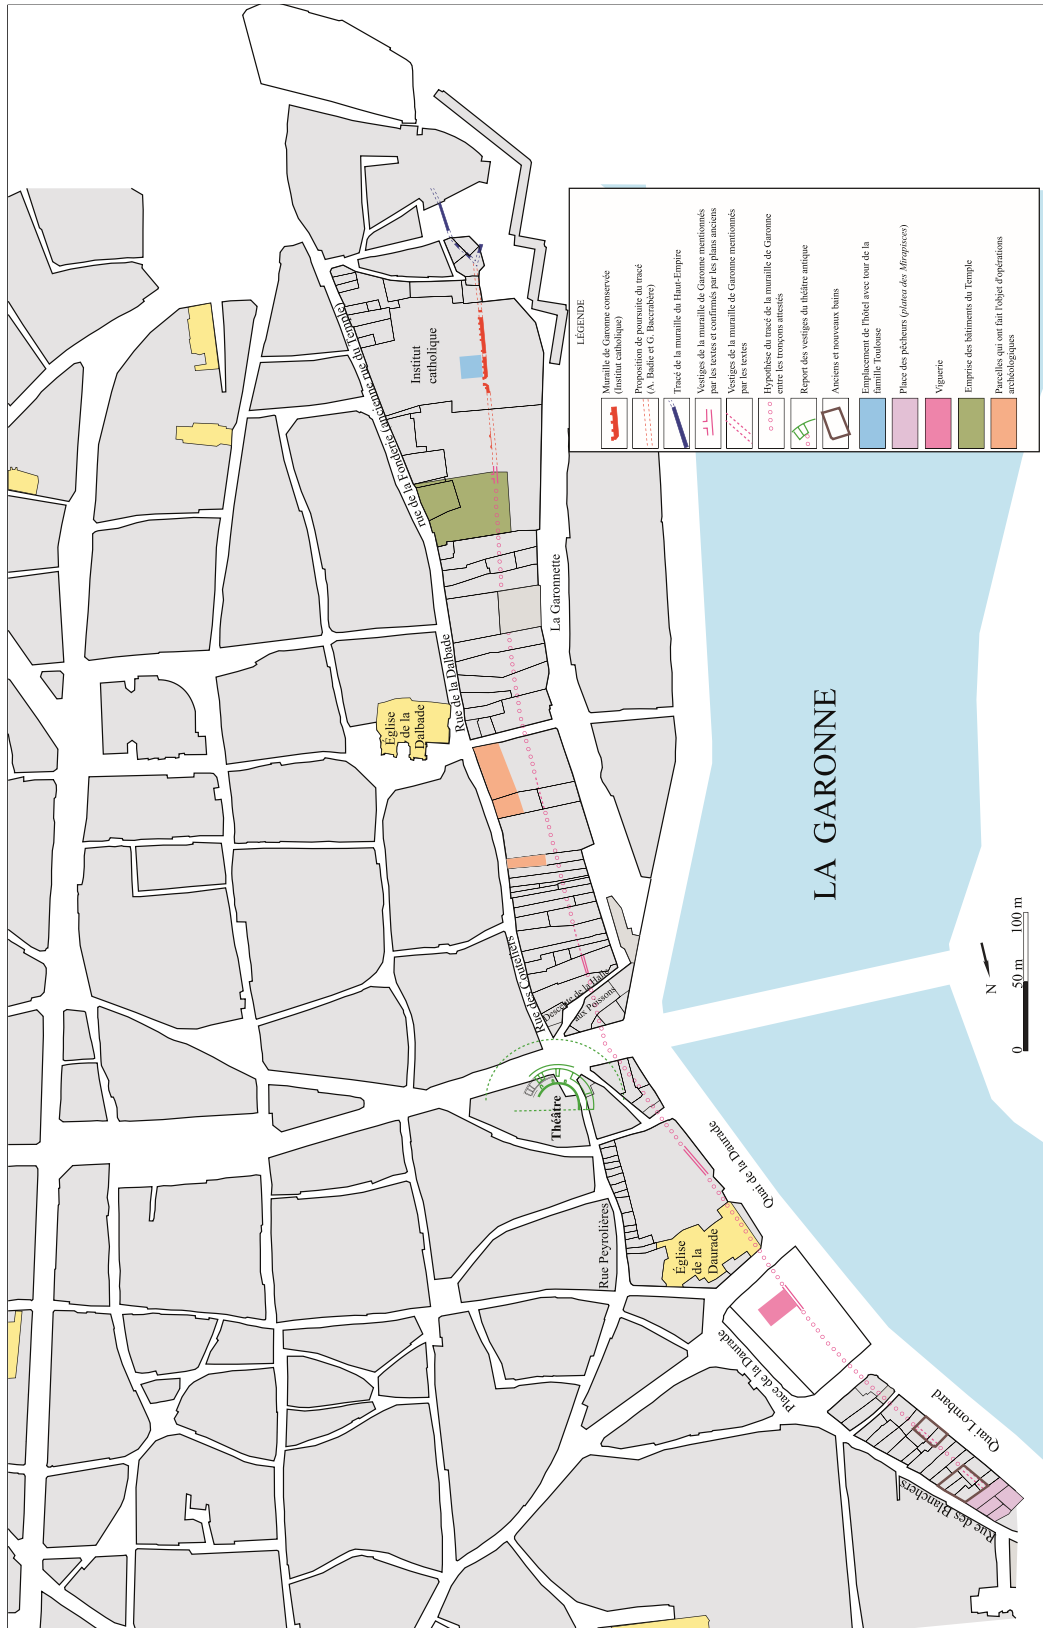 rue de la Fonderie (ancienne rue du Temple)
Institut
catholique
Rue de la Dalbade
La Garonnette
Église
de la
Dalbade
Rue des Couteliers
Descente de la Halle
aux Poissons
Théâtre
Rue Peyrolières
Quai de la Daurade
Église
de la
Daurade
Place de la Daurade
Quai Lombard
Rue des Blanchers
LA GARONNE
N
0 50 m 100 m
LÉGENDE
Muraille de Garonne conservée
(Institut catholique)
Proposition de poursuite du tracé
(A. Badie et G. Baccrabère)
Tracé de la muraille du Haut-Empire
Vestiges de la muraille de Garonne mentionnés
par les textes et confirmés par les plans anciens
Vestiges de la muraille de Garonne mentionnés
par les textes
Hypothèse du tracé de la muraille de Garonne
entre les tronçons attestés
Report des vestiges du théâtre antique
Anciens et nouveaux bains
Emplacement de l'hôtel avec tour de la
famille Toulouse
Place des pêcheurs (platea des Mirapisces)
Viguerie
Emprise des bâtiments du Temple
Parcelles qui ont fait l'objet d'opérations
archéologiques